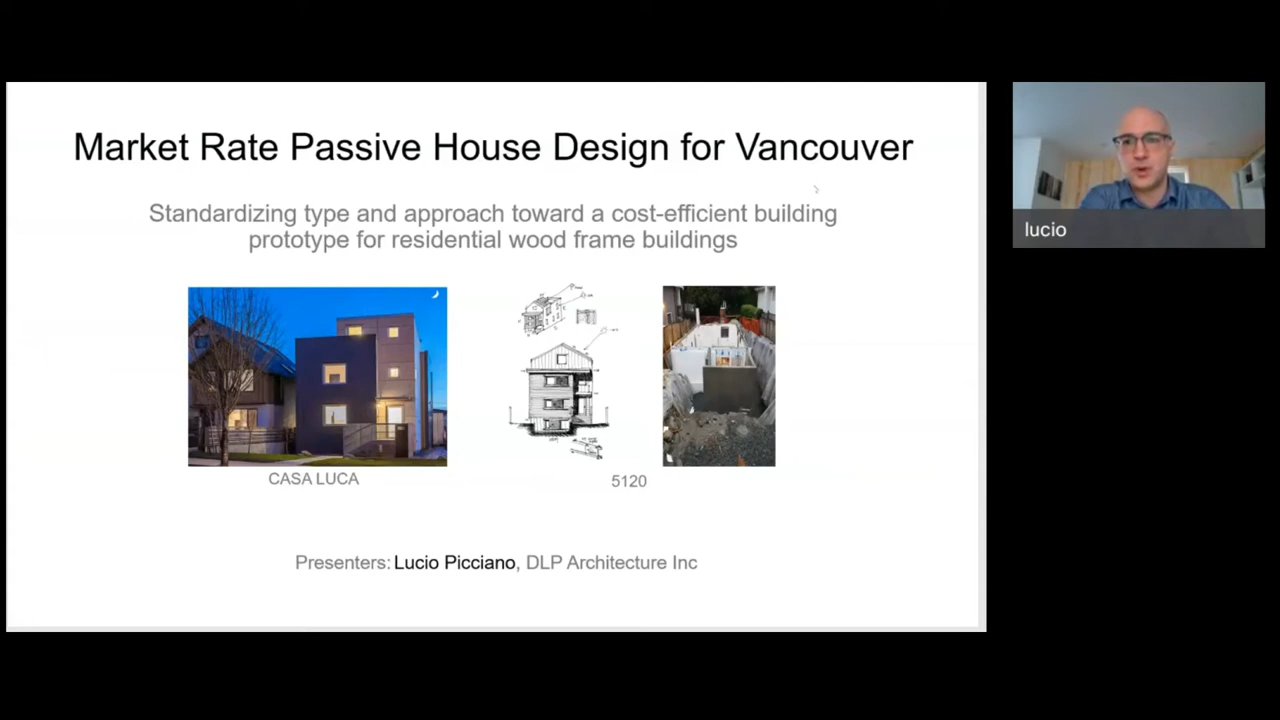 Market Rate Passive House Design for Vancouver
Standardizing type and approach toward a cost-efficient building
prototype for residential wood frame buildings
CASA LUCA
5120
Presenters: Lucio Picciano, DLP Architecture Inc
lucio